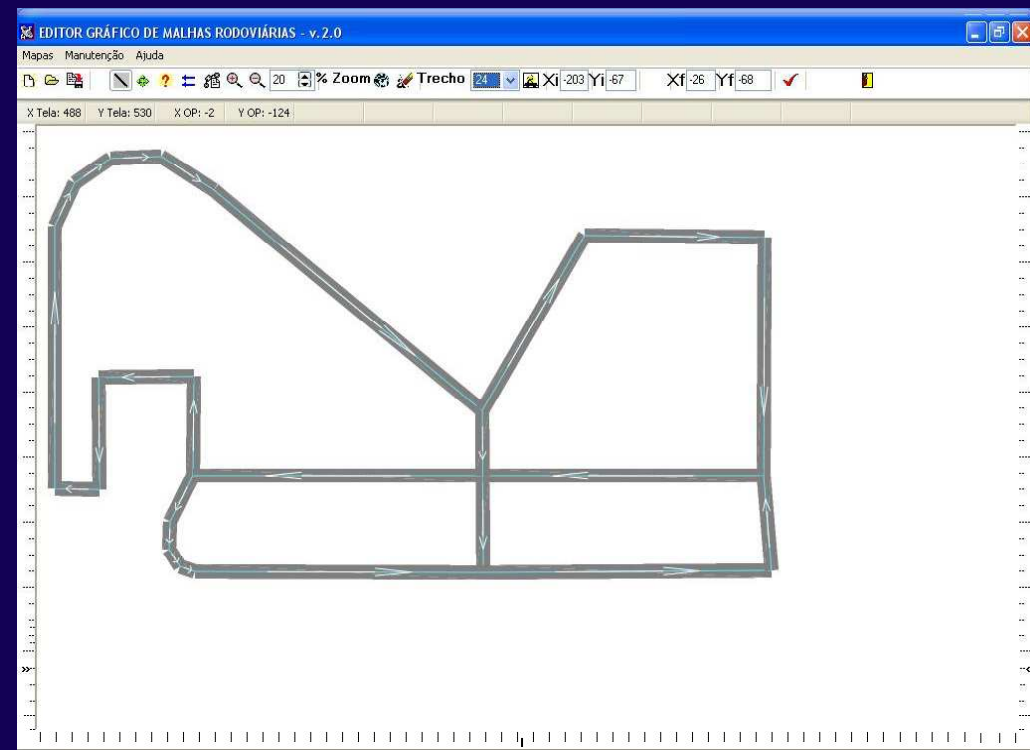 EDITOR GRÁFICO DE MALHAS RODOVIÁRIAS - v.2.0
Mapas Manutenção Ajuda
20 % Zoom Trecho 24 Xi -203 Yi -67 Xf -26 Yf -68
X Tela: 488 Y Tela: 530 X OP: -2 Y OP: -124